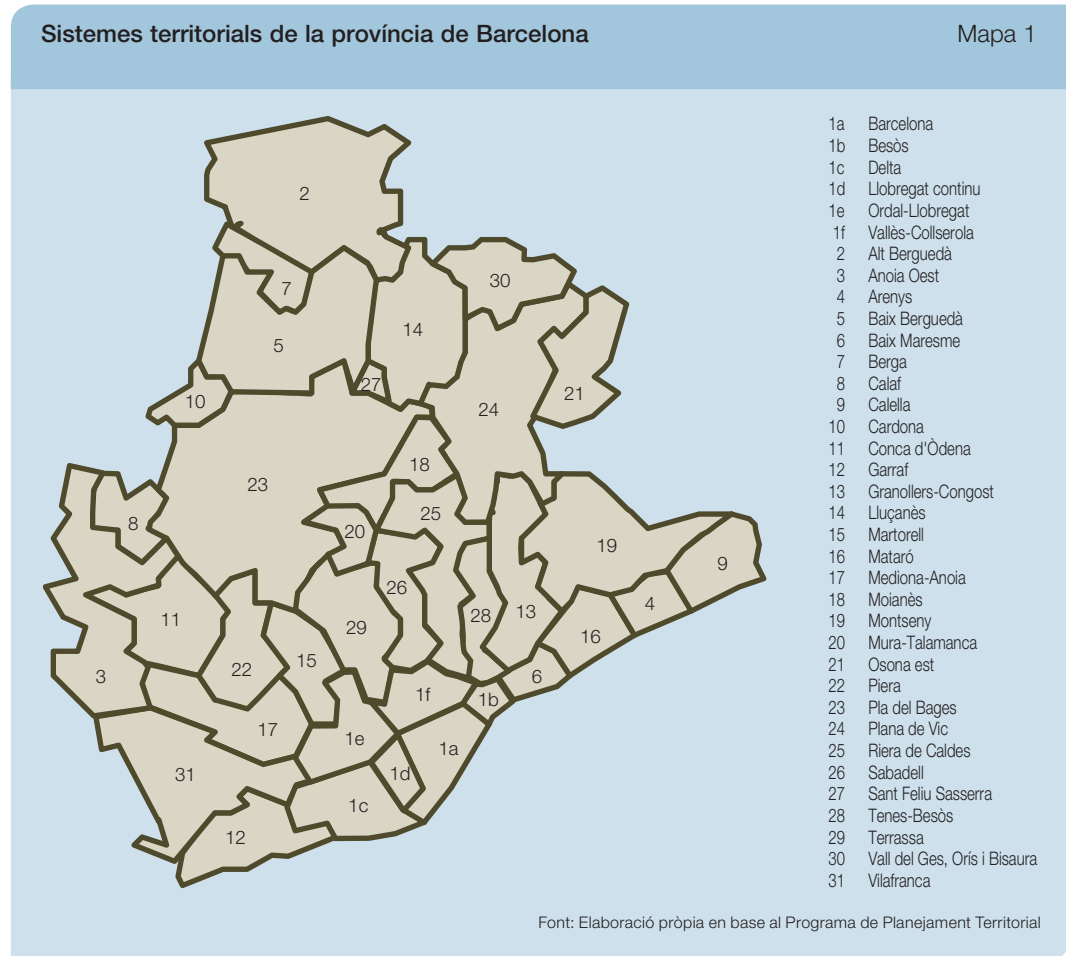 Sistemes territorials de la província de Barcelona Mapa 1
2
30
7
14
5
27
21
10
24
18
23
25
8
20
19
9
26
11
28
13
4
29
16
15
22
3
6
1f
1b
17
1e
1a
31
1d
1c
12
1a Barcelona
1b Besòs
1c Delta
1d Llobregat continu
1e Ordal-Llobregat
1f Vallès-Collserola
2 Alt Berguedà
3 Anoia Oest
4 Arenys
5 Baix Berguedà
6 Baix Maresme
7 Berga
8 Calaf
9 Calella
10 Cardona
11 Conca d'Òdena
12 Garraf
13 Granollers-Congost
14 Lluçanès
15 Martorell
16 Mataró
17 Mediona-Anoia
18 Moianès
19 Montseny
20 Mura-Talamanca
21 Osona est
22 Piera
23 Pla del Bages
24 Plana de Vic
25 Riera de Caldes
26 Sabadell
27 Sant Feliu Sasserra
28 Tenes-Besòs
29 Terrassa
30 Vall del Ges, Orís i Bisaura
31 Vilafranca
Font: Elaboració pròpia en base al Programa de Planejament Territorial